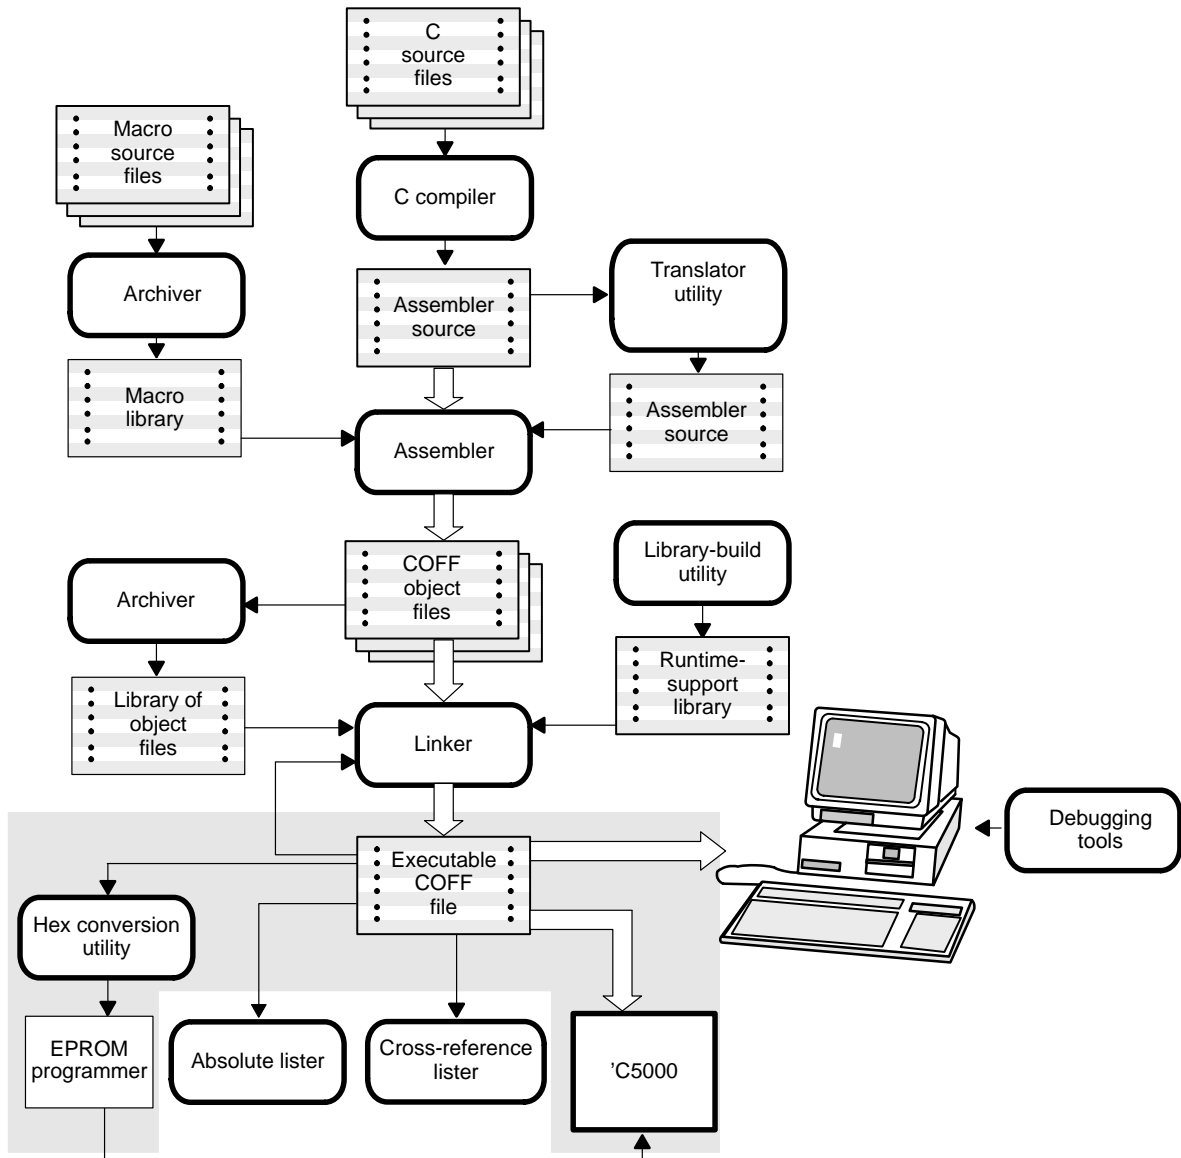 C
source
files
Macro
source
files
C compiler
Archiver
Assembler
source
Translator
utility
Macro
library
Assembler
source
Assembler
COFF
object
files
Library-build
utility
Archiver
Library of
object
files
Runtime-
support
library
Linker
Debugging
tools
Executable
COFF
file
Hex conversion
utility
EPROM
programmer
Absolute lister
Cross-reference
lister
'C5000